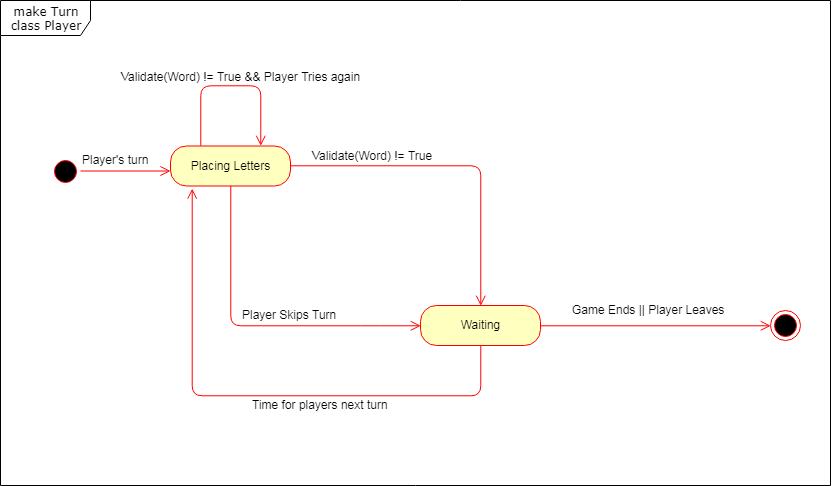 make Turn
class Player
Validate(Word) != True && Player Tries again
Player's turn
Placing Letters
Validate(Word) != True
Player Skips Turn
Waiting
Game Ends || Player Leaves
Time for players next turn